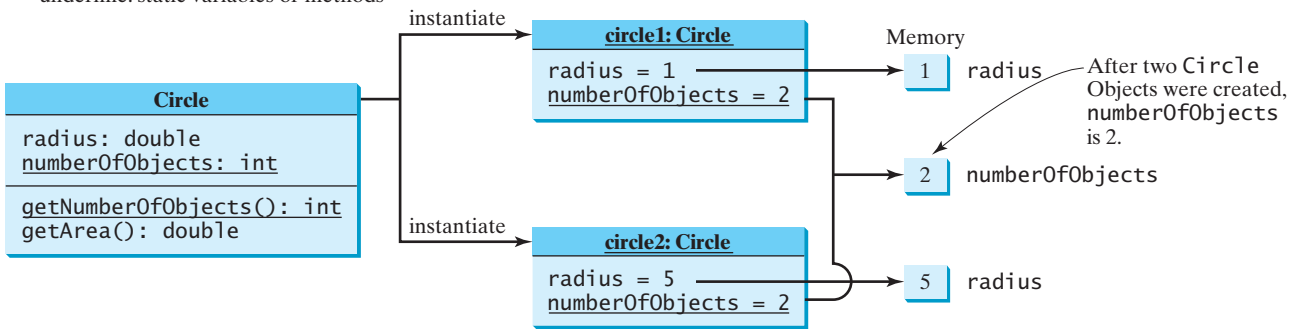 underline: static variables or methods
instantiate
circle1: Circle
radius = 1
numberOfObjects = 2
Memory
1 radius
After two Circle
Objects were created,
numberOfObjects
is 2.
Circle
radius: double
numberOfObjects: int
getNumberOfObjects(): int
getArea(): double
2 numberOfObjects
instantiate
circle2: Circle
radius = 5
numberOfObjects = 2
5 radius